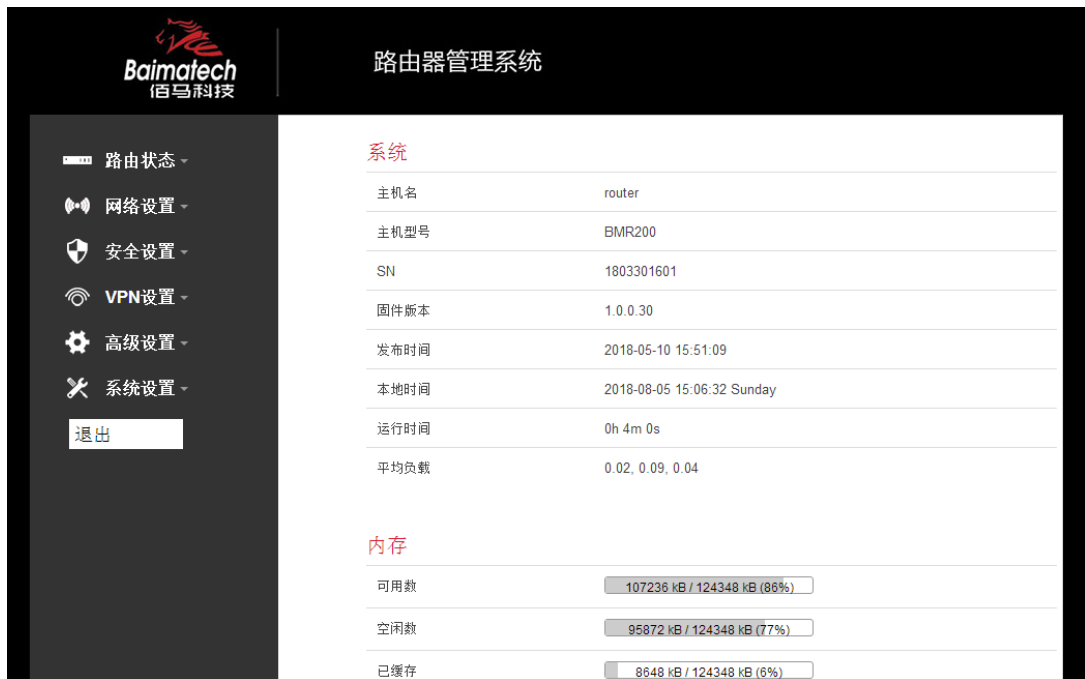 Baimatech
佰马科技
路由器管理系统
路由状态
网络设置
安全设置
VPN设置
高级设置
系统设置
退出
系统
主机名 router
主机型号 BMR200
SN 1803301601
固件版本 1.0.0.30
发布时间 2018-05-10 15:51:09
本地时间 2018-08-05 15:06:32 Sunday
运行时间 0h 4m 0s
平均负载 0.02, 0.09, 0.04
内存
可用数 107236 kB / 124348 kB (86%)
空闲数 95872 kB / 124348 kB (77%)
已缓存 8648 kB / 124348 kB (6%)